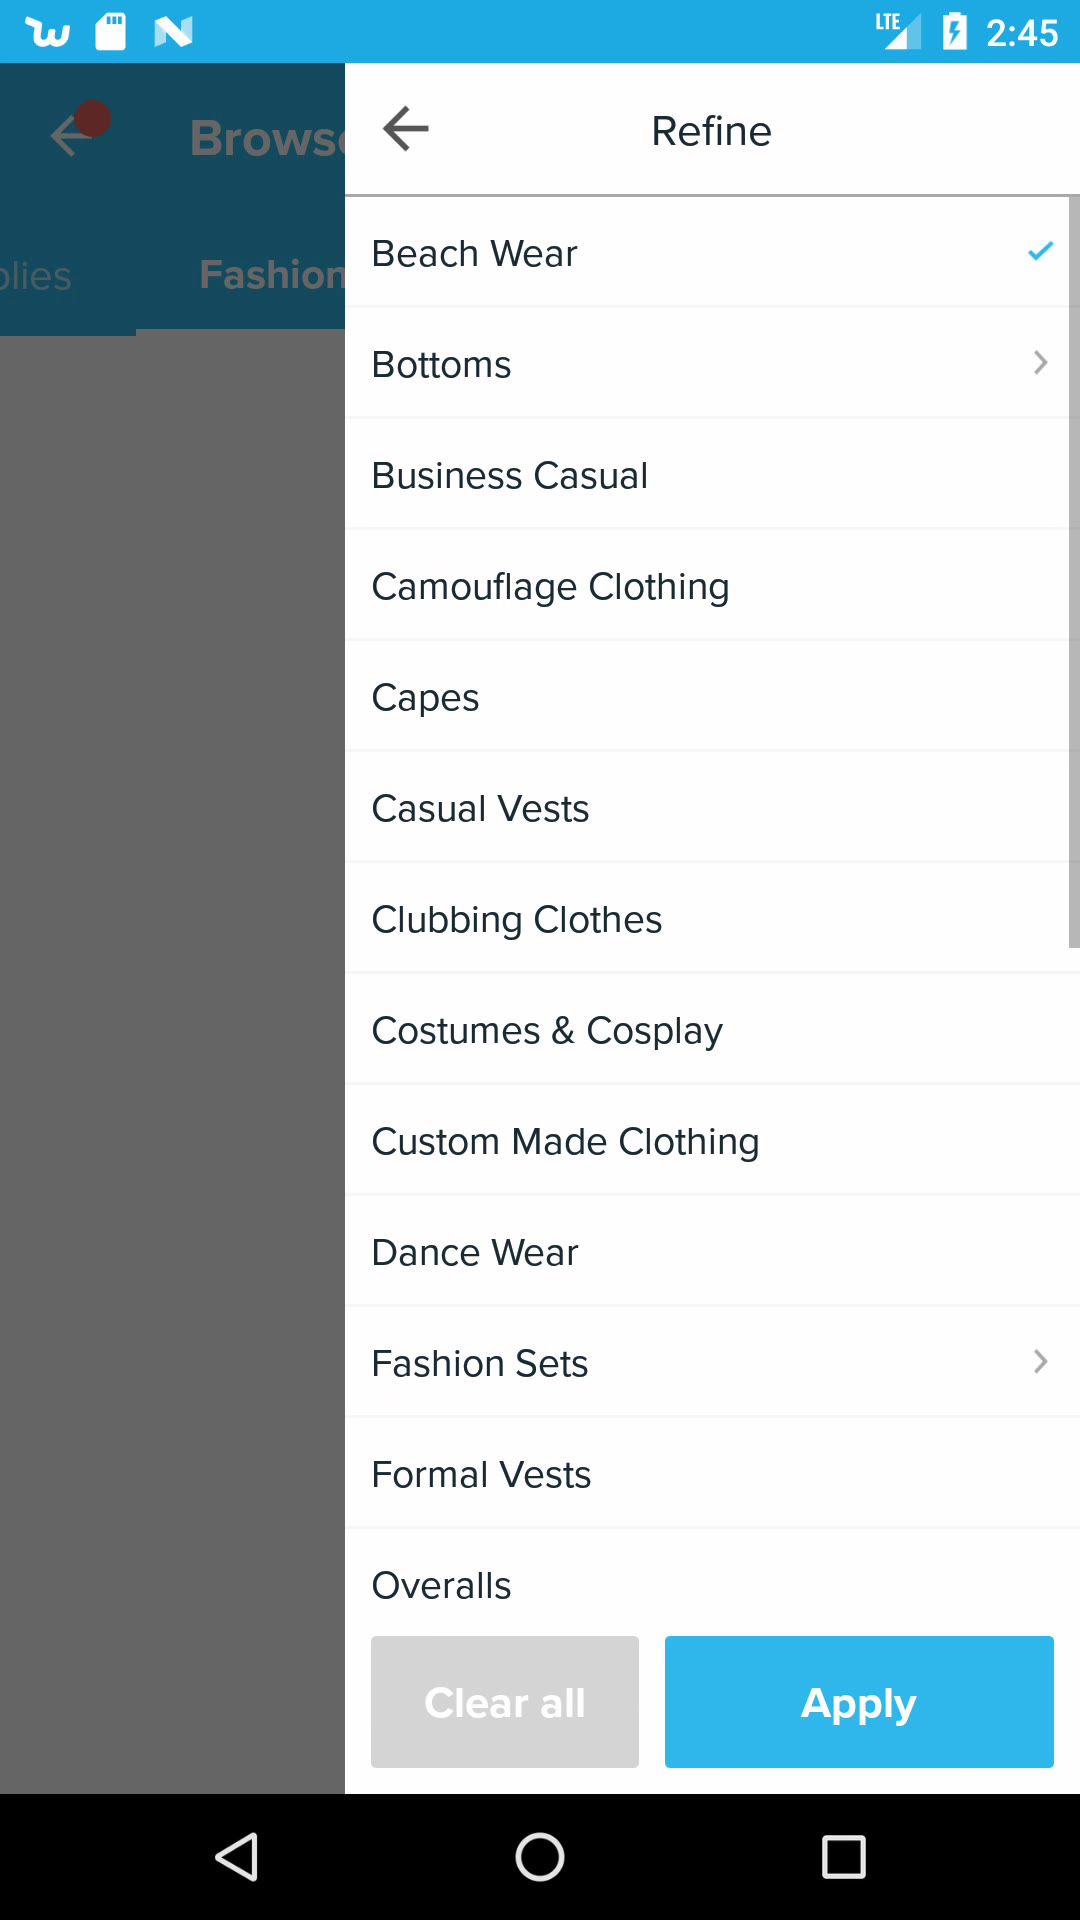 LTE 2:45
Browse
Refine
plies
Fashion
Beach Wear
Bottoms
Business Casual
Camouflage Clothing
Capes
Casual Vests
Clubbing Clothes
Costumes & Cosplay
Custom Made Clothing
Dance Wear
Fashion Sets
Formal Vests
Overalls
Clear all
Apply